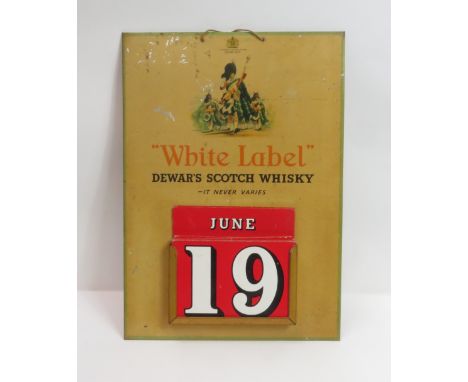 "White Label"
DEWAR'S SCOTCH WHISKY
—IT NEVER VARIES
JUNE
19